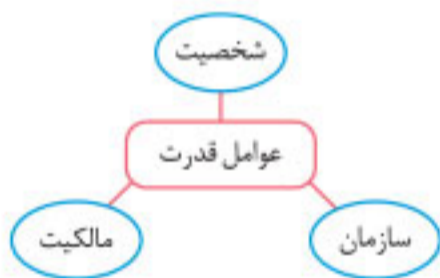 شخصیت
عوامل قدرت
سازمان
مالکیت